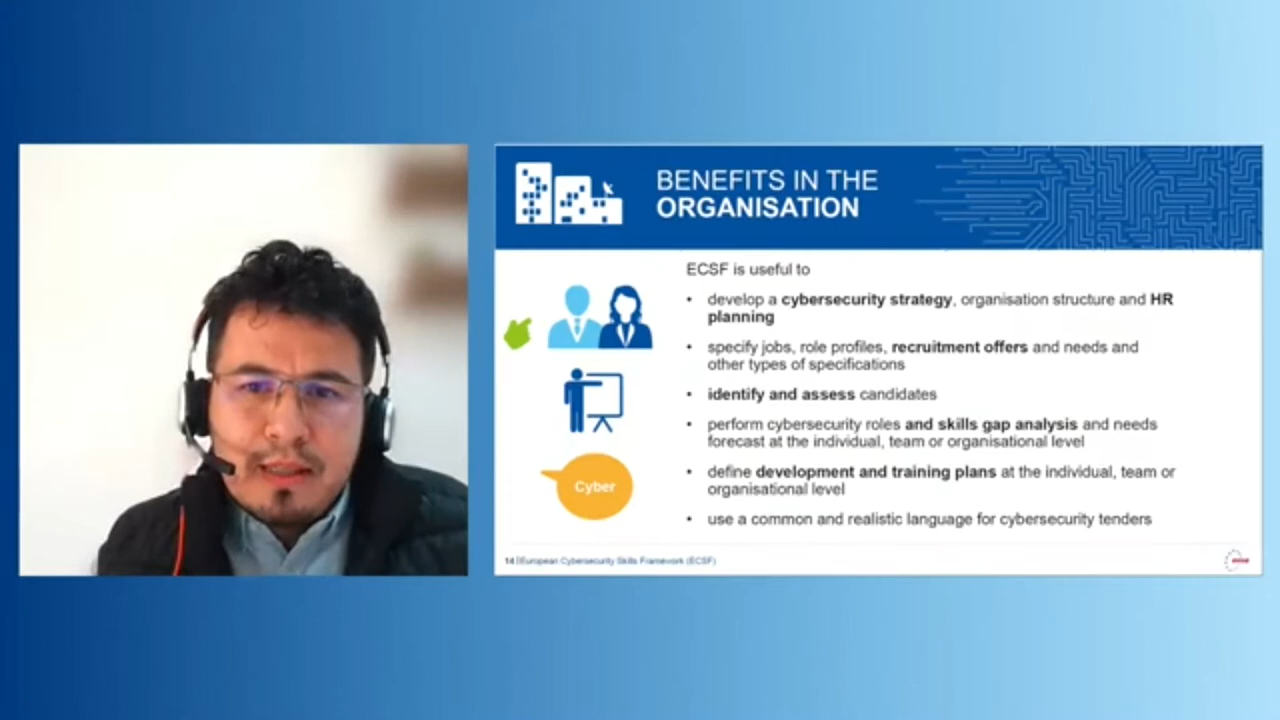 BENEFITS IN THE
ORGANISATION
ECSF is useful to
• develop a cybersecurity strategy, organisation structure and HR
planning
• specify jobs, role profiles, recruitment offers and needs and
other types of specifications
• identify and assess candidates
• perform cybersecurity roles and skills gap analysis and needs
forecast at the individual, team or organisational level
Cyber
• define development and training plans at the individual, team or
organisational level
• use a common and realistic language for cybersecurity tenders
14 | European Cybersecurity Skills Framework (ECSF)